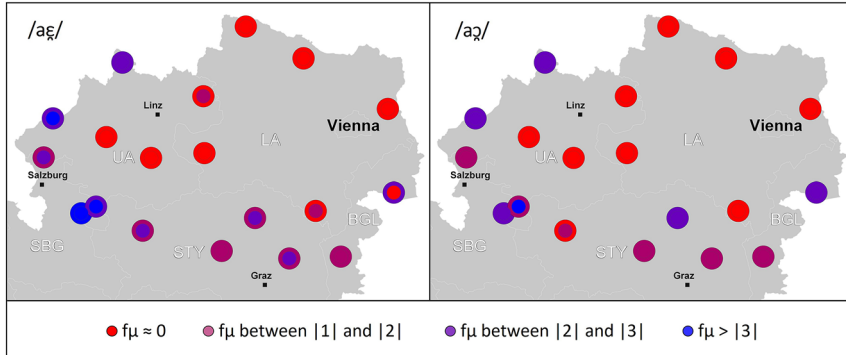 /aɛ̯/
Linz
Vienna
LA
UA
Salzburg
BGL
SBG
STY
Graz
/aɔ̯/
Linz
Vienna
LA
UA
Salzburg
BGL
SBG
STY
Graz
fμ ≈ 0
fμ between |1| and |2|
fμ between |2| and |3|
fμ > |3|